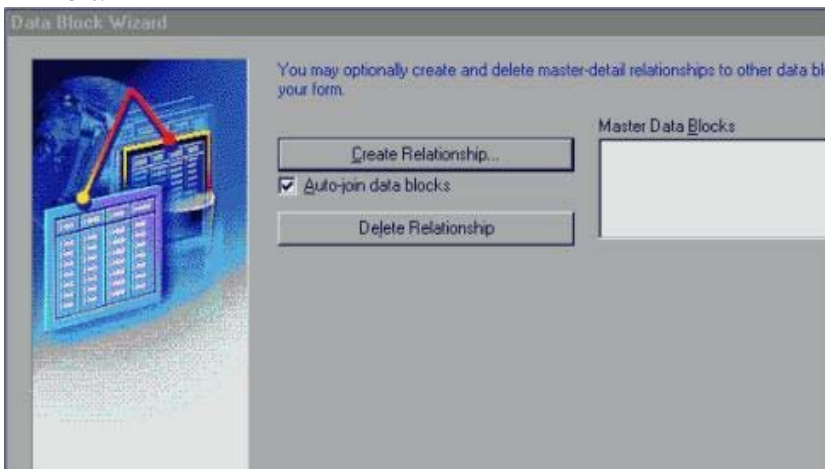 Data Block Wizard
You may optionally create and delete master-detail relationships to other data bl
your form.
Master Data Blocks
Create Relationship...
Auto-join data blocks
Delete Relationship